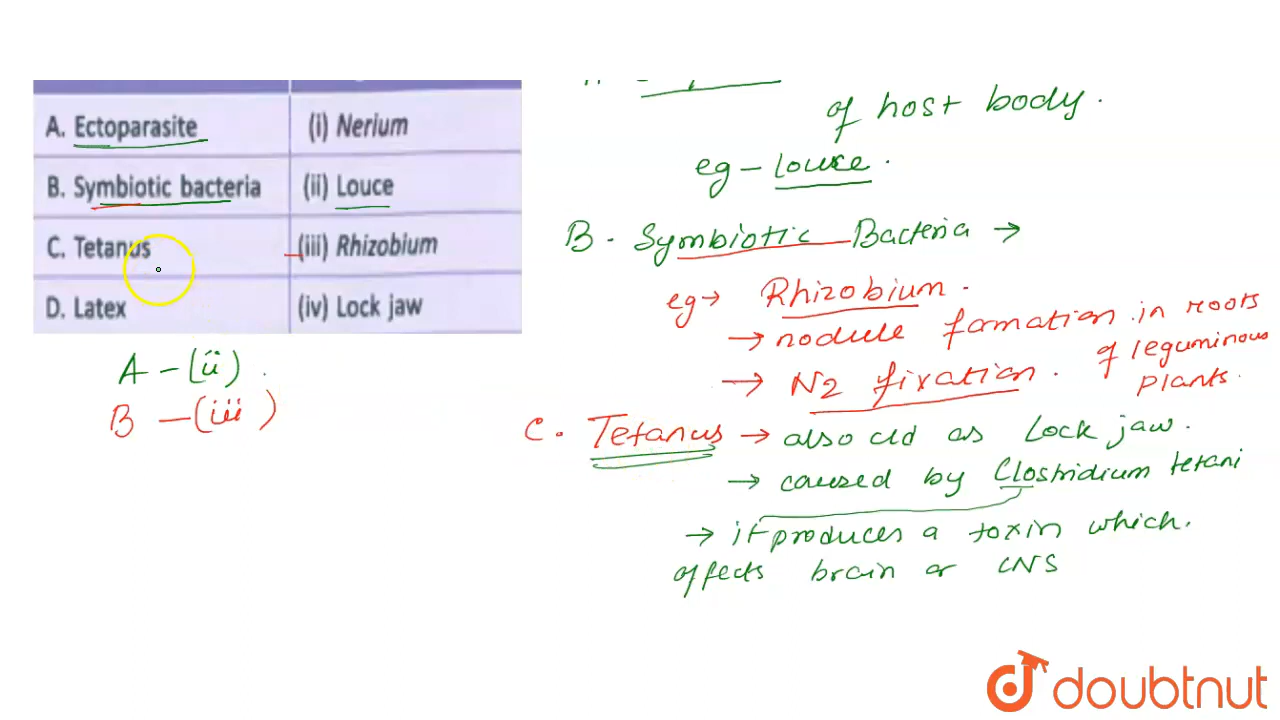 of host body.
eg - Louse.
A. Ectoparasite (i) Nerium
B. Symbiotic bacteria (ii) Louce
C. Tetanus (iii) Rhizobium
D. Latex (iv) Lock jaw
A - (ii).
B - (iii)
B. Symbiotic Bacteria →
eg → Rhizobium.
→ nodule formation in roots
of leguminous
plants.
→ N2 fixation.
C. Tetanus → also cld as Lock jaw.
→ caused by Clostridium tetani
→ it produces a toxin which
affects brain or CNS
doubtnut